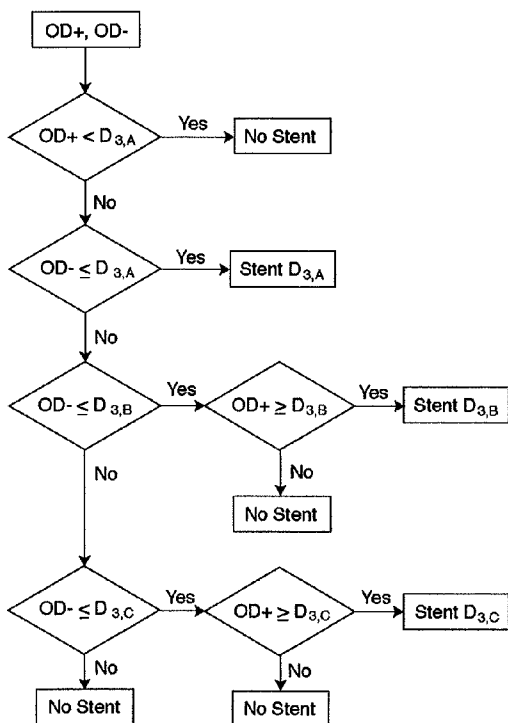 OD+, OD-
OD+ < D3,A
Yes
No Stent
No
OD- ≤ D3,A
Yes
Stent D3,A
No
OD- ≤ D3,B
Yes
OD+ ≥ D3,B
Yes
Stent D3,B
No
No
No Stent
OD- ≤ D3,C
Yes
OD+ ≥ D3,C
Yes
Stent D3,C
No
No
No Stent
No Stent